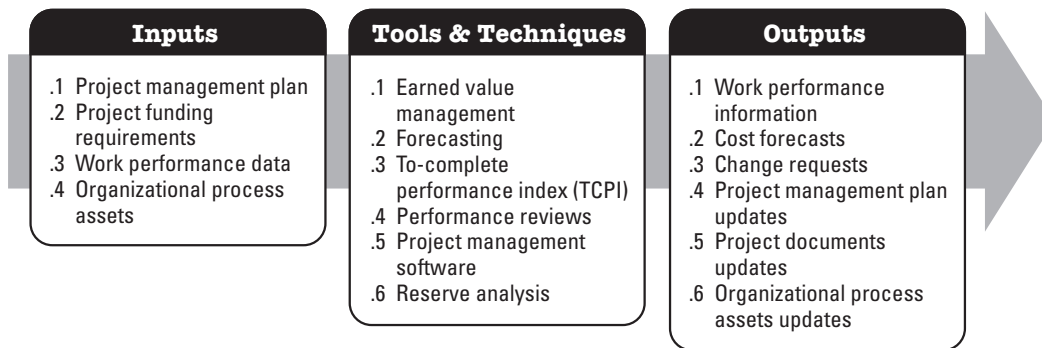 Inputs
.1 Project management plan
.2 Project funding
requirements
.3 Work performance data
.4 Organizational process
assets
Tools & Techniques
.1 Earned value
management
.2 Forecasting
.3 To-complete
performance index (TCPI)
.4 Performance reviews
.5 Project management
software
.6 Reserve analysis
Outputs
.1 Work performance
information
.2 Cost forecasts
.3 Change requests
.4 Project management plan
updates
.5 Project documents
updates
.6 Organizational process
assets updates